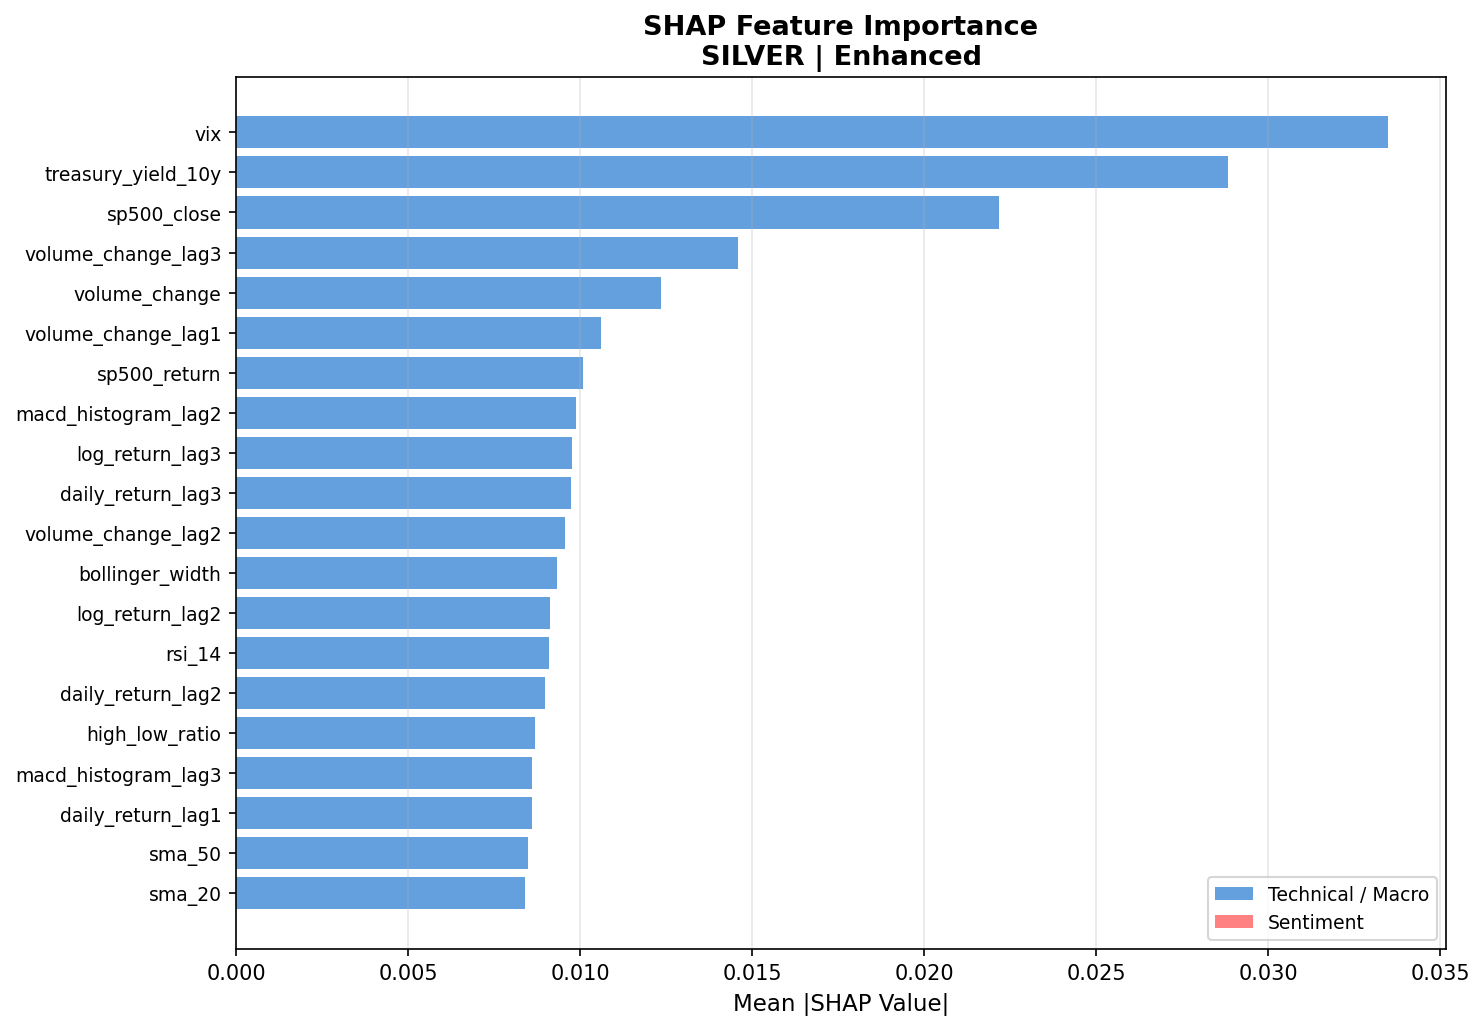 SHAP Feature Importance
SILVER | Enhanced
vix
treasury_yield_10y
sp500_close
volume_change_lag3
volume_change
volume_change_lag1
sp500_return
macd_histogram_lag2
log_return_lag3
daily_return_lag3
volume_change_lag2
bollinger_width
log_return_lag2
rsi_14
daily_return_lag2
high_low_ratio
macd_histogram_lag3
daily_return_lag1
sma_50
sma_20
Technical / Macro
Sentiment
0.000 0.005 0.010 0.015 0.020 0.025 0.030 0.035
Mean |SHAP Value|